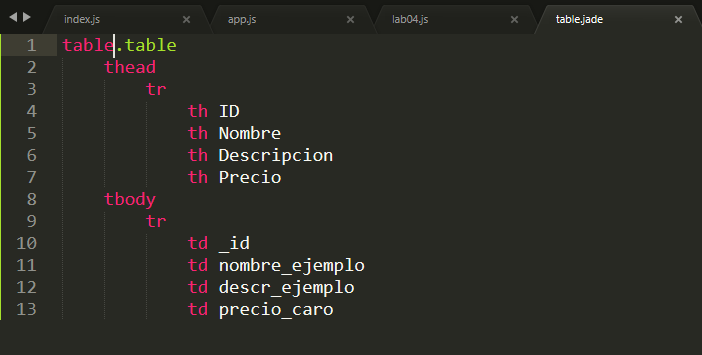 index.js × app.js × lab04.js × table.jade ×
1 table.table
2 thead
3 tr
4 th ID
5 th Nombre
6 th Descripcion
7 th Precio
8 tbody
9 tr
10 td _id
11 td nombre_ejemplo
12 td descr_ejemplo
13 td precio_caro